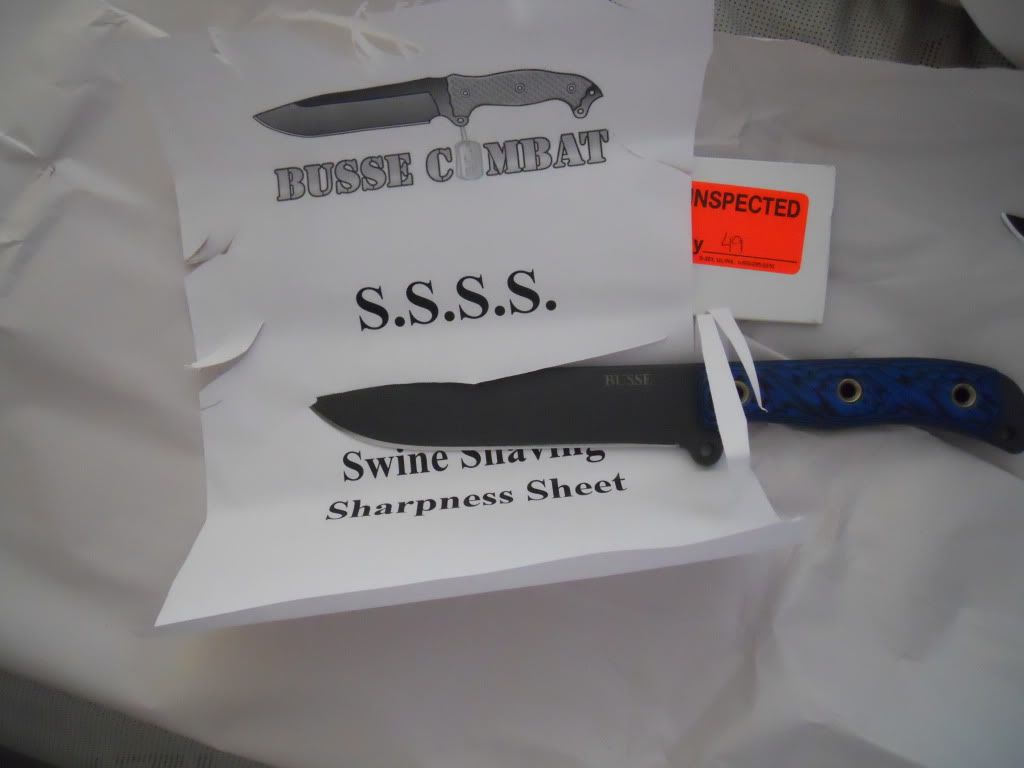 BUSSE COMBAT
INSPECTED
y 49
S.S.S.S.
BUSSE
Swine Shaving
Sharpness Sheet